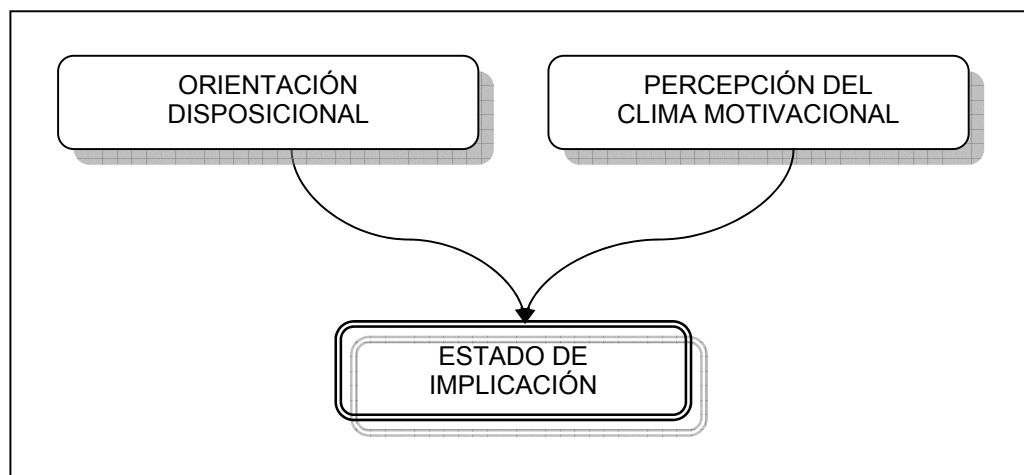 ORIENTACIÓN
DISPOSICIONAL
PERCEPCIÓN DEL
CLIMA MOTIVACIONAL
ESTADO DE
IMPLICACIÓN